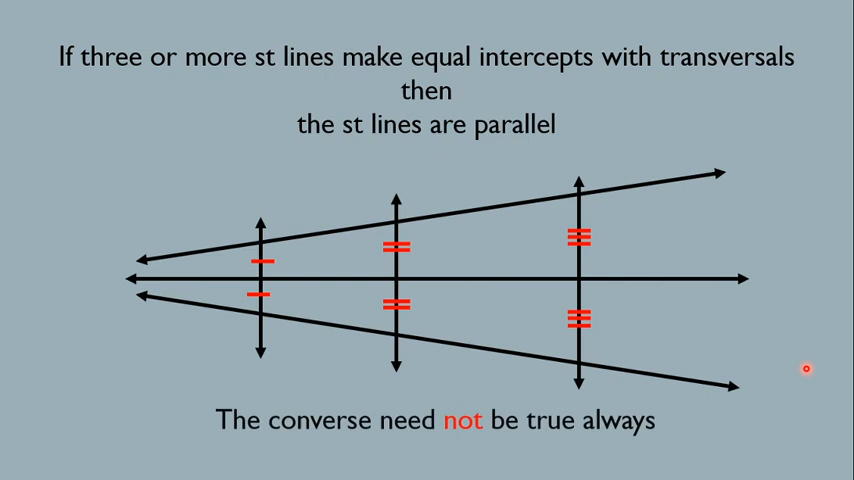 If three or more st lines make equal intercepts with transversals
then
the st lines are parallel
The converse need not be true always